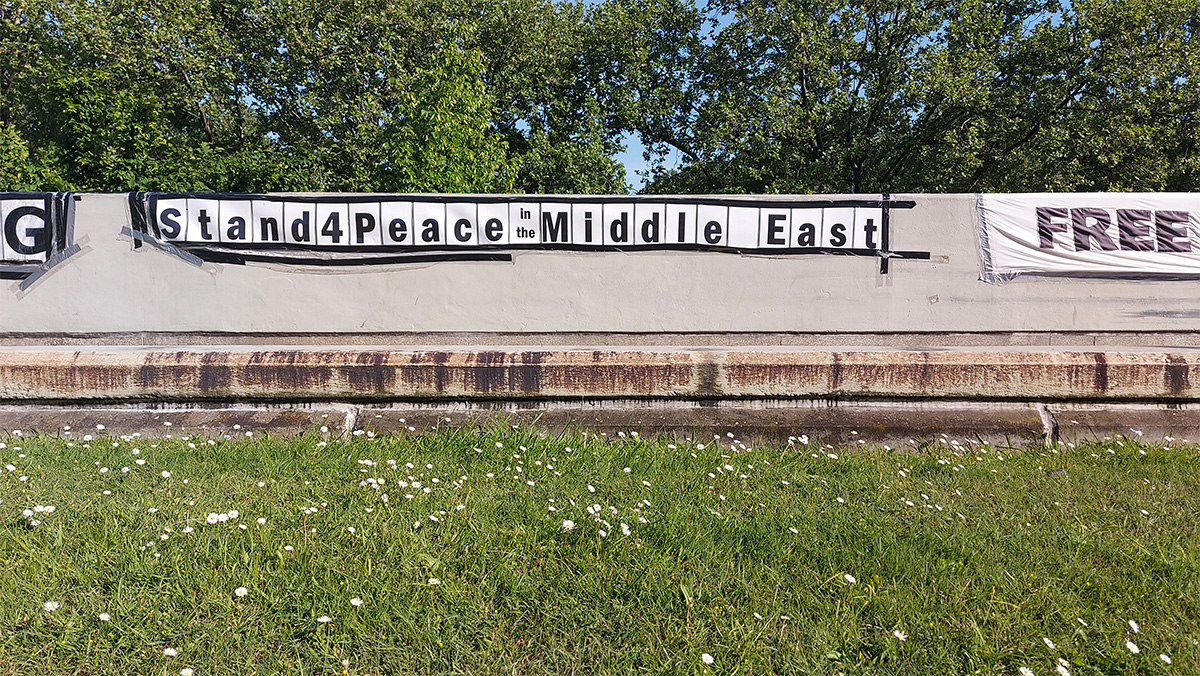 G
Stand4Peace in the Middle East
FREE